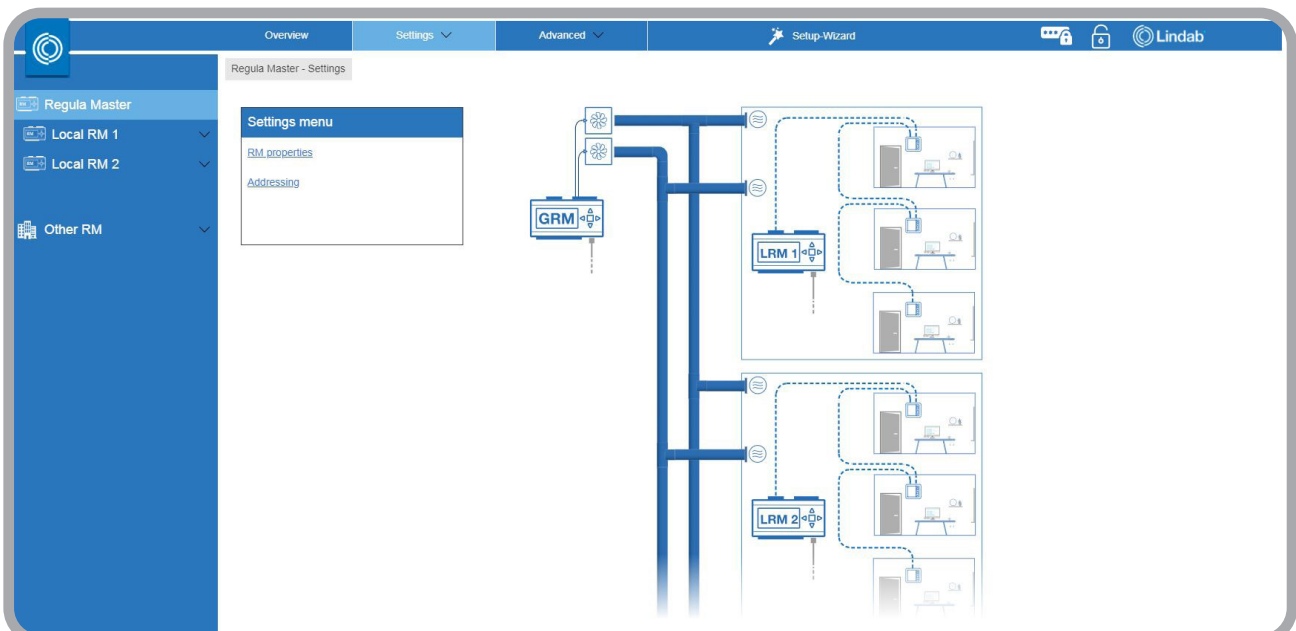 Overview
Settings
Advanced
Setup-Wizard
Lindab
Regula Master - Settings
Regula Master
Local RM 1
Local RM 2
Other RM
Settings menu
RM properties
Addressing
GRM
LRM 1
LRM 2